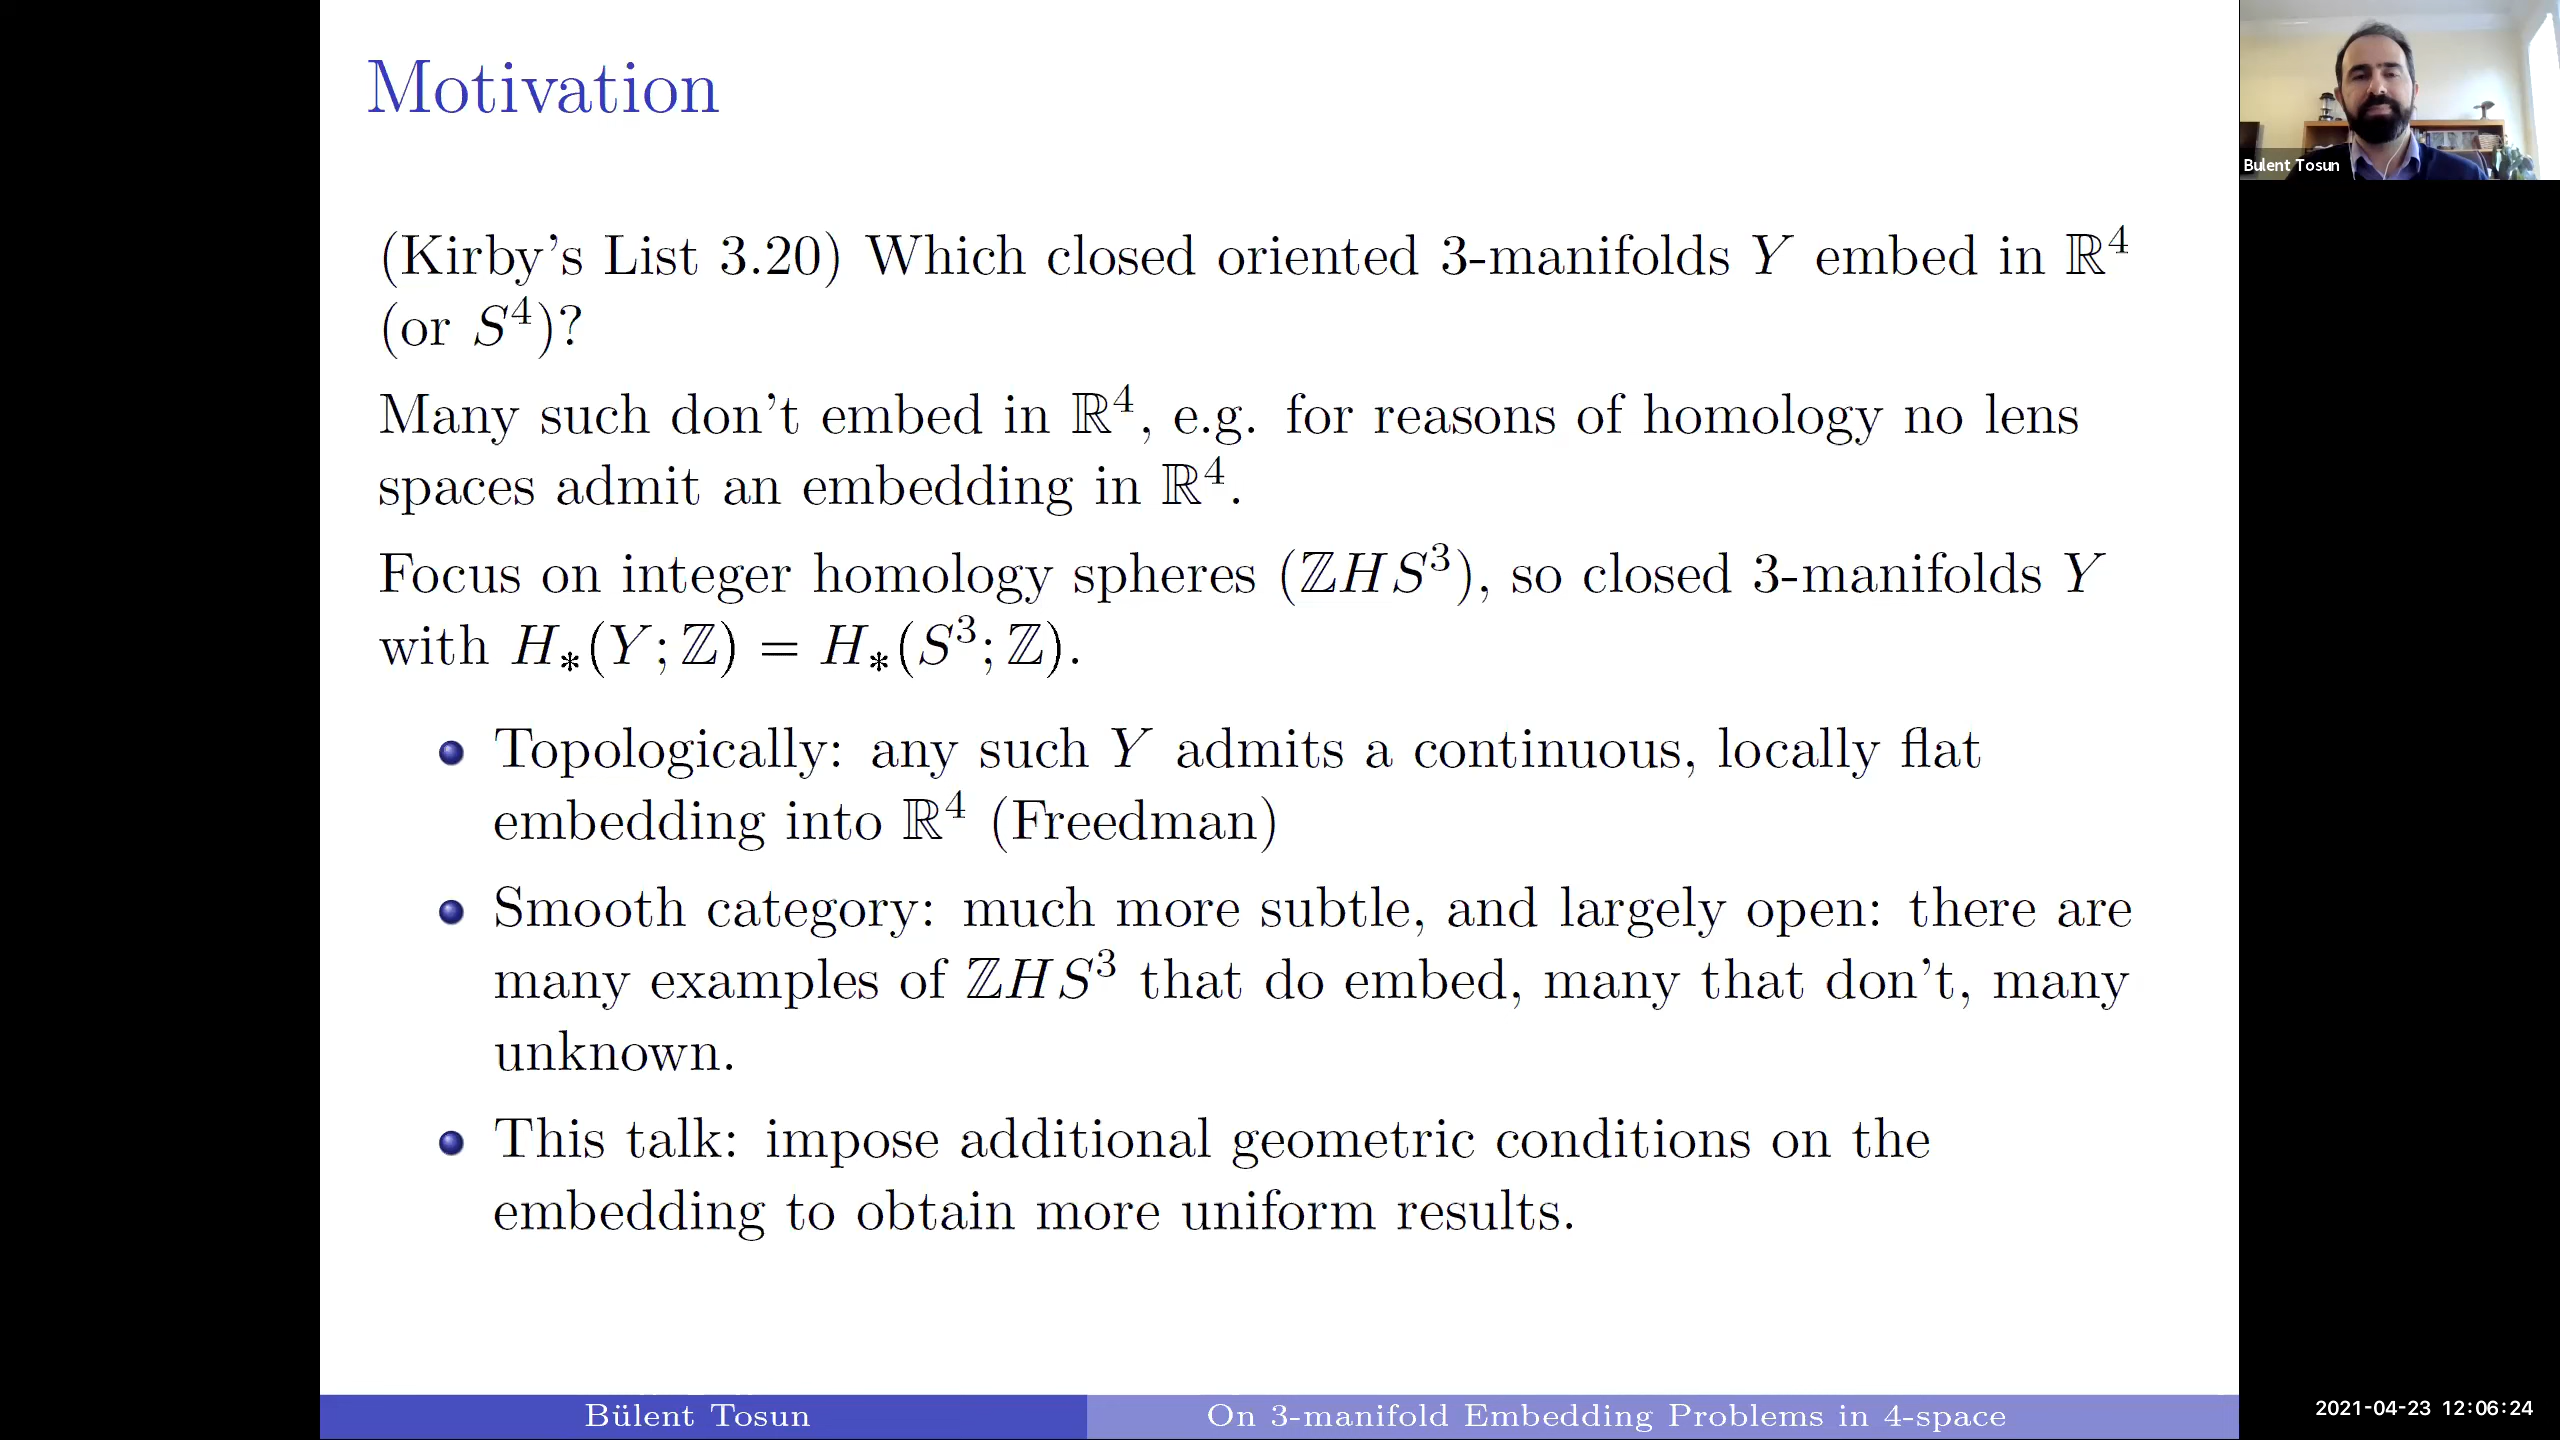 Motivation
Bulent Tosun
(Kirby's List 3.20) Which closed oriented 3-manifolds Y embed in ℝ⁴
(or S⁴)?
Many such don't embed in ℝ⁴, e.g. for reasons of homology no lens
spaces admit an embedding in ℝ⁴.
Focus on integer homology spheres (ℤHS³), so closed 3-manifolds Y
with H∗(Y; ℤ) = H∗(S³; ℤ).
Topologically: any such Y admits a continuous, locally flat
embedding into ℝ⁴ (Freedman)
Smooth category: much more subtle, and largely open: there are
many examples of ℤHS³ that do embed, many that don't, many
unknown.
This talk: impose additional geometric conditions on the
embedding to obtain more uniform results.
Bülent Tosun
On 3-manifold Embedding Problems in 4-space
2021-04-23 12:06:24